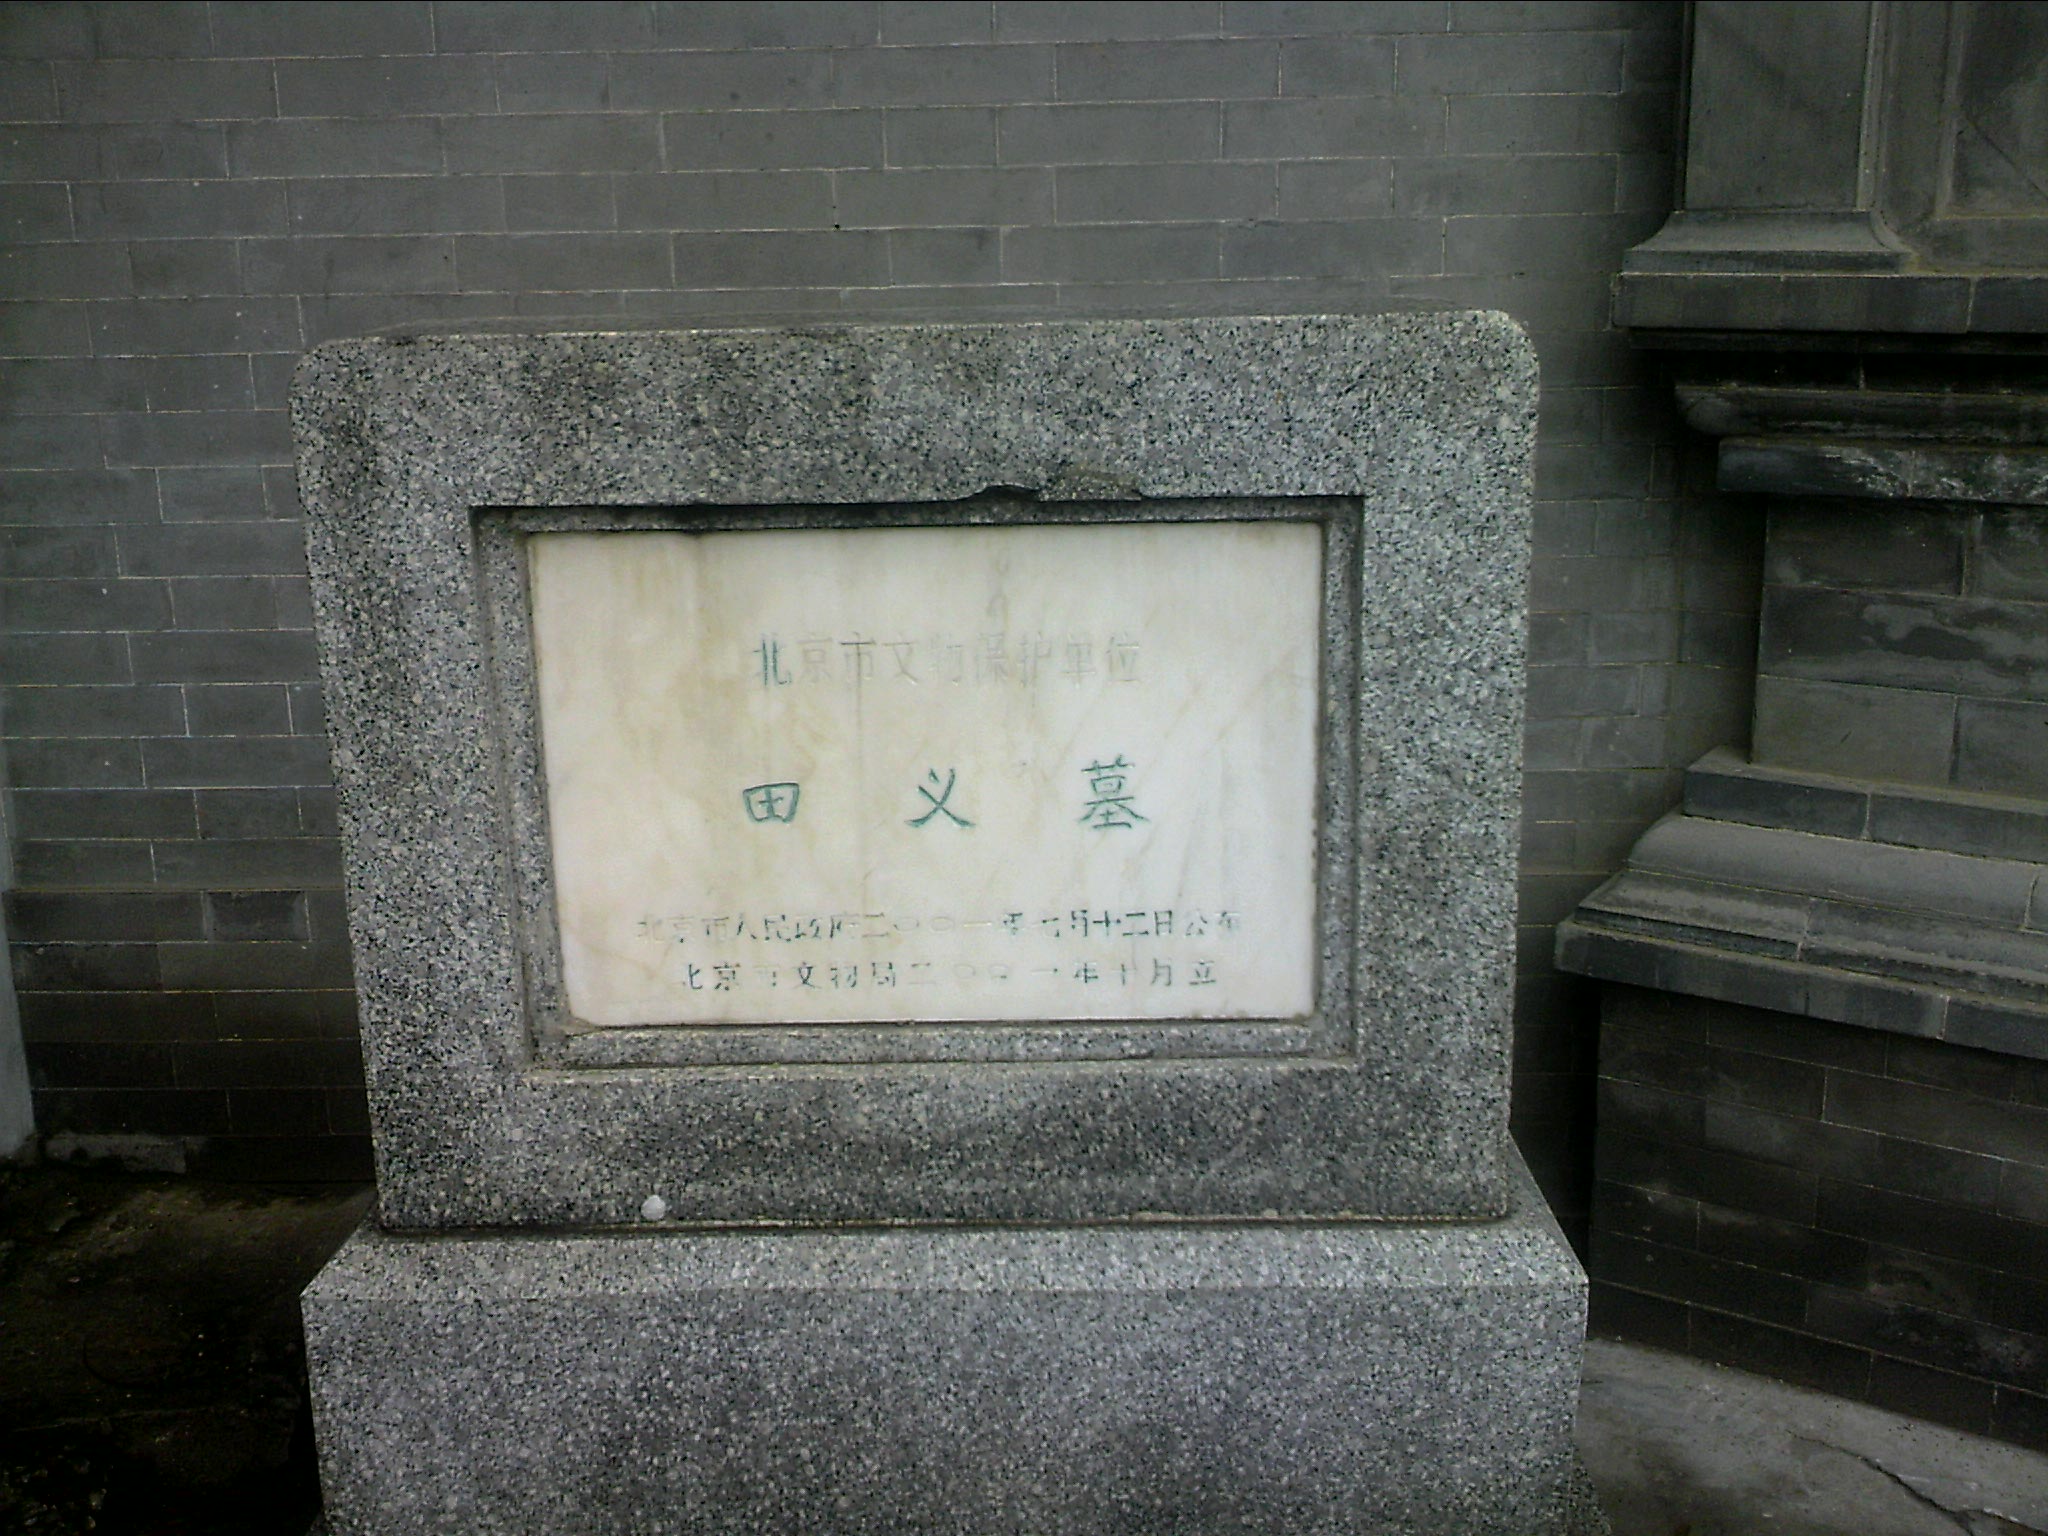 北京市文物保护单位
田义墓
北京市人民政府二〇〇一年七月十二日公布
北京市文物局二〇〇一年十月立